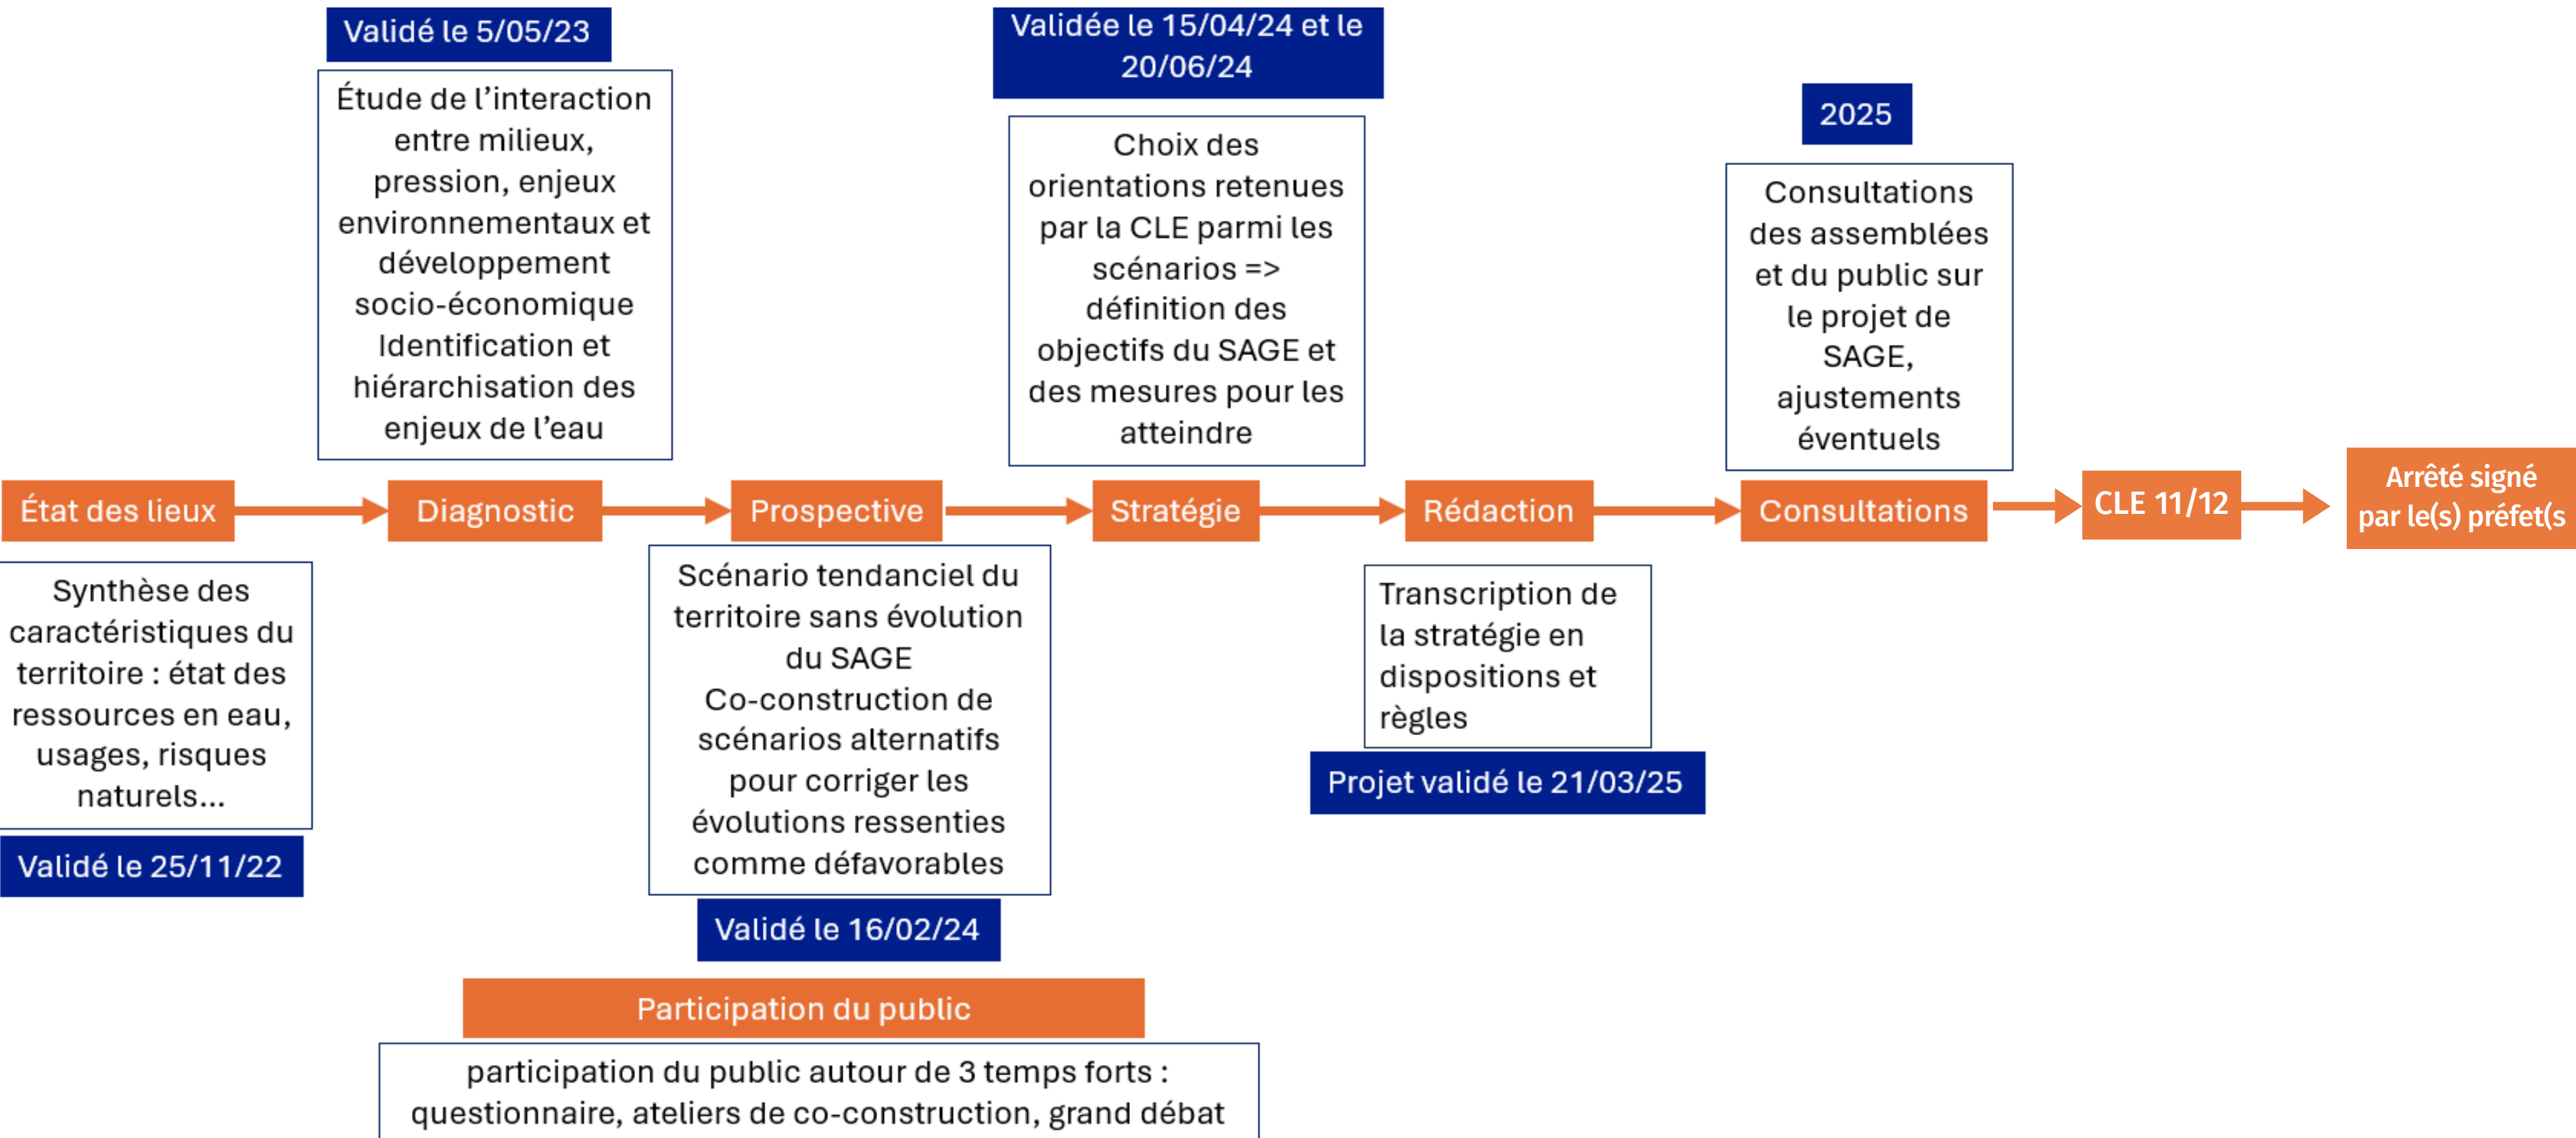 Validé le 5/05/23
Étude de l’interaction
entre milieux,
pression, enjeux
environnementaux et
développement
socio-économique
Identification et
hiérarchisation des
enjeux de l’eau
Validée le 15/04/24 et le
20/06/24
Choix des
orientations retenues
par la CLE parmi les
scénarios =>
définition des
objectifs du SAGE et
des mesures pour les
atteindre
2025
Consultations
des assemblées
et du public sur
le projet de
SAGE,
ajustements
éventuels
État des lieux
Diagnostic
Prospective
Stratégie
Rédaction
Consultations
CLE 11/12
Arrêté signé
par le(s) préfet(s
Synthèse des
caractéristiques du
territoire : état des
ressources en eau,
usages, risques
naturels...
Validé le 25/11/22
Scénario tendanciel du
territoire sans évolution
du SAGE
Co-construction de
scénarios alternatifs
pour corriger les
évolutions ressenties
comme défavorables
Validé le 16/02/24
Transcription de
la stratégie en
dispositions et
règles
Projet validé le 21/03/25
Participation du public
participation du public autour de 3 temps forts :
questionnaire, ateliers de co-construction, grand débat